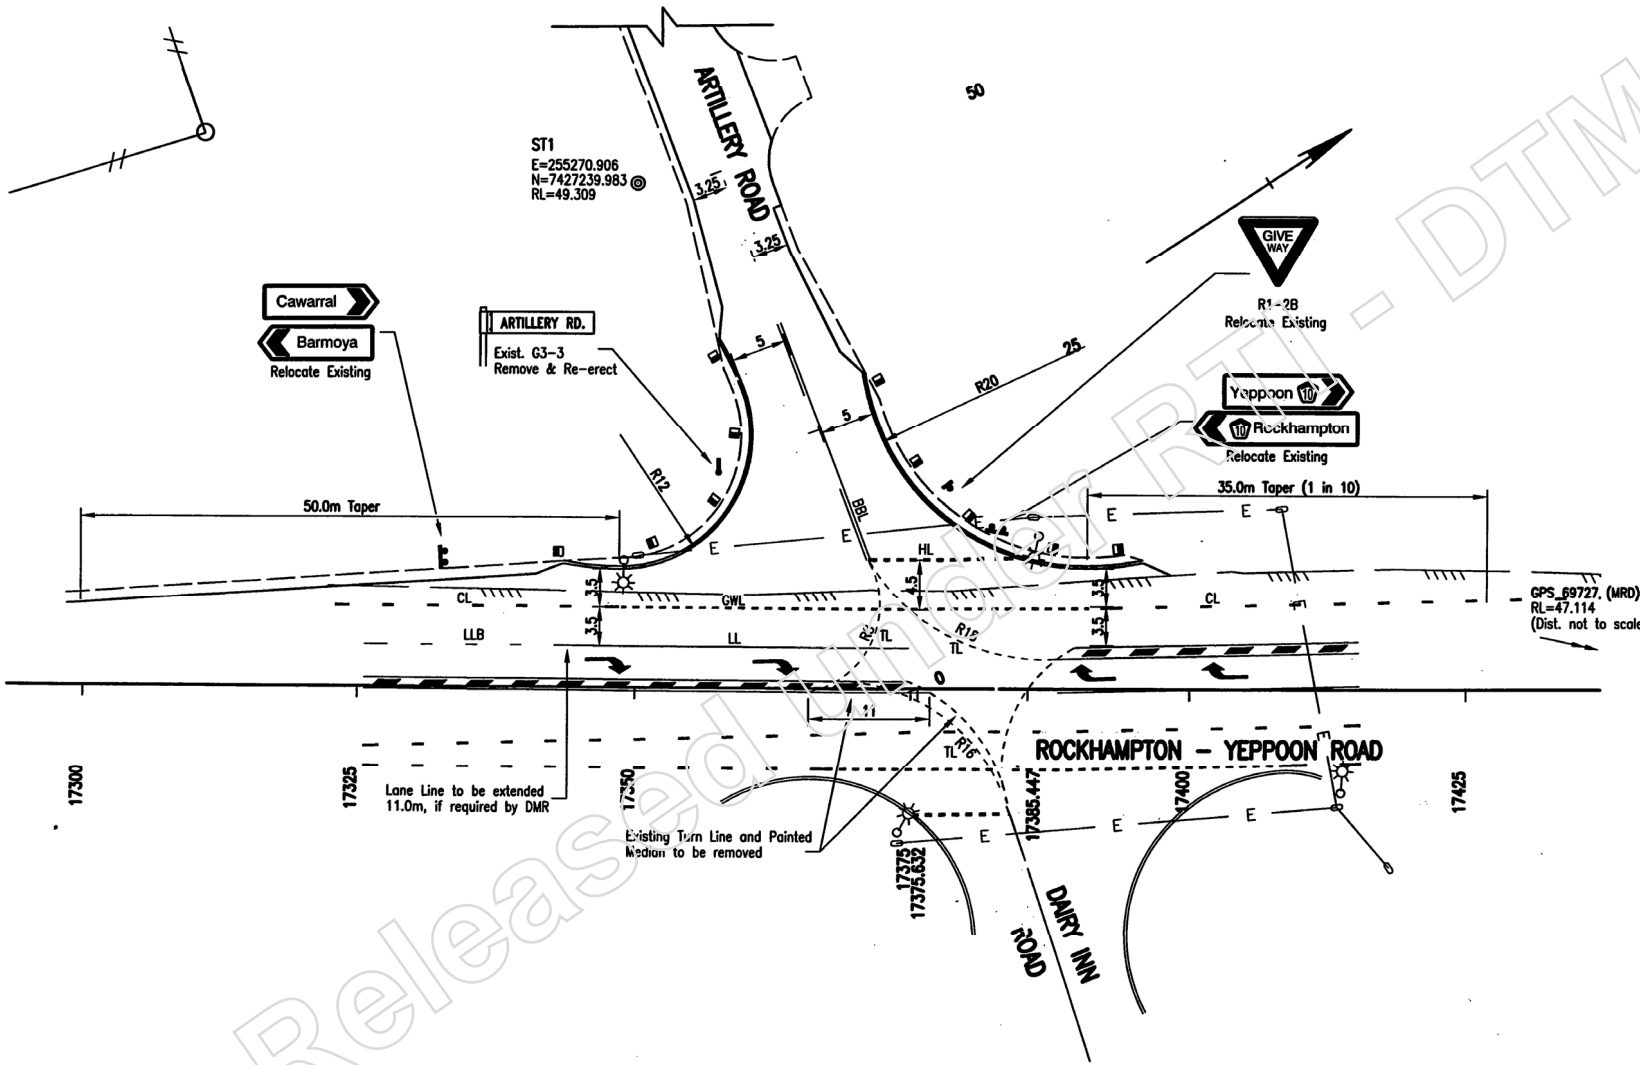 ARTILLERY ROAD
50
ST1
E=255270.906
N=7427239.983
RL=49.309
3.25
3.25
GIVE
WAY
R1-2B
Relocate Existing
Cawarral
Barmoya
Relocate Existing
ARTILLERY RD.
Exist. G3-3
Remove & Re-erect
5
25
R20
5
Yeppoon 10
10 Rockhampton
Relocate Existing
R12
BBL
50.0m Taper
35.0m Taper (1 in 10)
E
E
E
E
HL
3.5
4.5
3.5
CL
GWL
CL
GPS 69727. (MRD)
RL=47.114
(Dist. not to scale
LLB
LL
3.5
TL
R18
TL
3.5
0
11
R16
TL
ROCKHAMPTON - YEPPOON ROAD
17300
17325
17350
17375
17375.632
17385.447
17400
17425
Lane Line to be extended
11.0m, if required by DMR
Existing Turn Line and Painted
Median to be removed
E
E
E
DAIRY INN
ROAD
Released under RTI - DTM